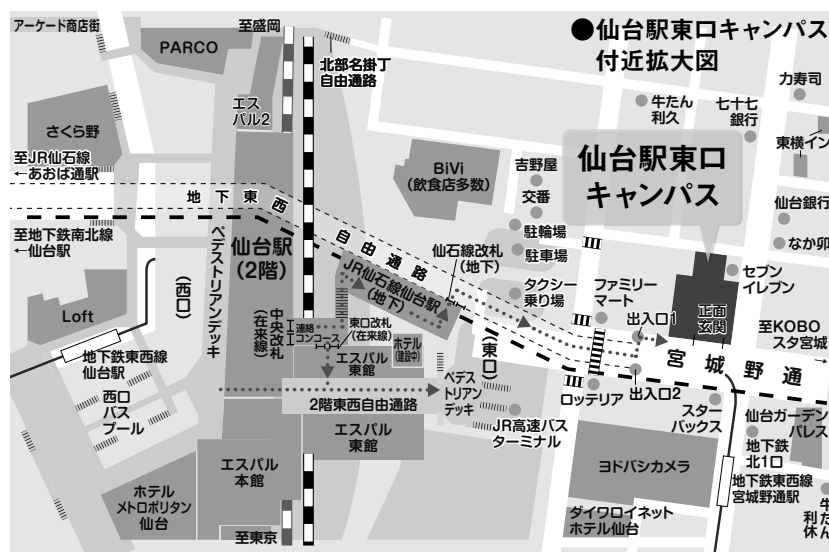 アーケード商店街
PARCO
至盛岡
北部名掛丁
自由通路
●仙台駅東口キャンパス
付近拡大図
力寿司
牛たん
利久
七十七
銀行
東横イン
エス
パル2
さくら野
至JR仙石線
←あおば通駅
BiVi
(飲食店多数)
吉野屋
交番
駐輪場
駐車場
仙台駅東口
キャンパス
仙台銀行
なか卯
地下東西
自由通路
至地下鉄南北線
←仙台駅
ペデストリアンデッキ
仙台駅
(2階)
仙石線改札
(地下)
JR仙石線仙台駅
(地下)
タクシー
乗り場
ファミリー
マート
出入口1
正面
玄関
セブン
イレブン
至KOBO
スタ宮城
(西口)
Loft
中央改札
(在来線)
連絡
コンコース
東口改札
(在来線)
ホテル
(建設中)
エスパル
東館
(東口)
宮城野通
地下鉄東西線
仙台駅
西口
バス
プール
2階東西自由通路
ペデス
トリアン
デッキ
ロッテリア
出入口2
スター
バックス
仙台ガーデン
パレス
JR高速バス
ターミナル
エスパル
東館
エスパル
本館
ヨドバシカメラ
地下鉄
北1口
地下鉄東西線
宮城野通駅
ホテル
メトロポリタン
仙台
至東京
ダイワロイネット
ホテル仙台
牛たん
利休